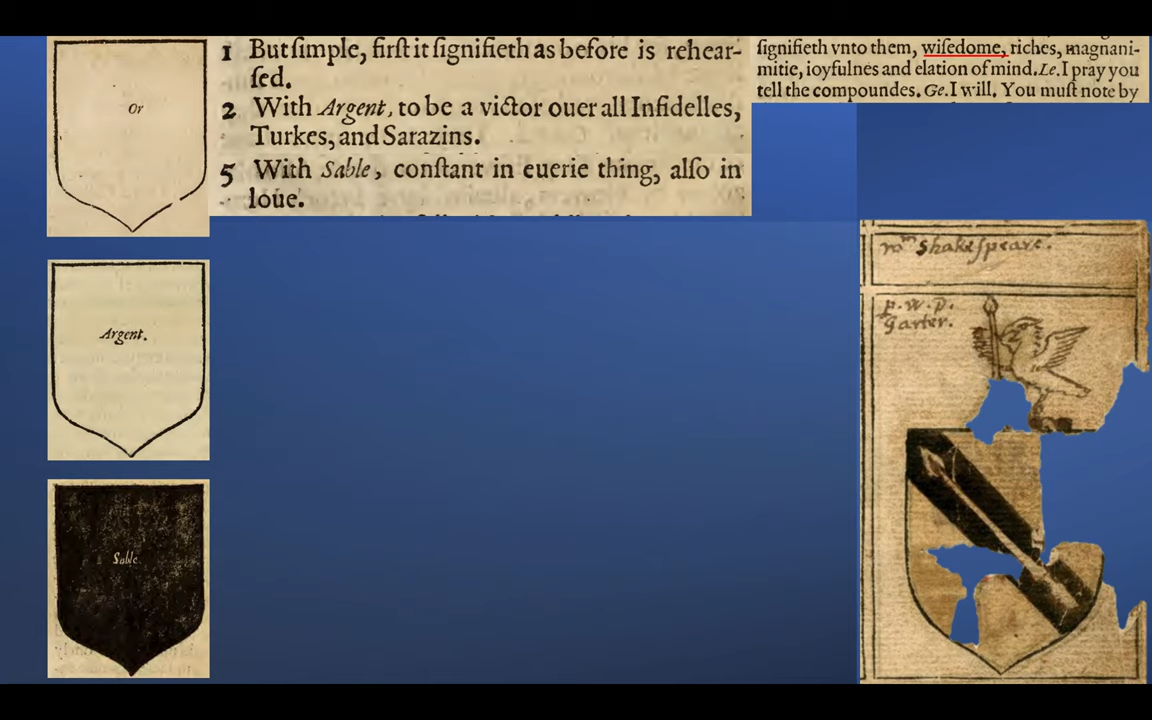 Or
1 But ſimple, firſt it ſignifieth as before is rehear-
ſed.
2 With Argent, to be a victor ouer all Infidelles,
Turkes, and Sarazins.
5 With Sable, conſtant in euerie thing, alſo in
loue.
ſignifieth vnto them, wiſedome, riches, magnani-
mitie, ioyfulnes and elation of mind. Le. I pray you
tell the compoundes. Ge. I will. You muſt note by
Argent.
Sable
Shakeſpeare.
p. w. p.
Garter.